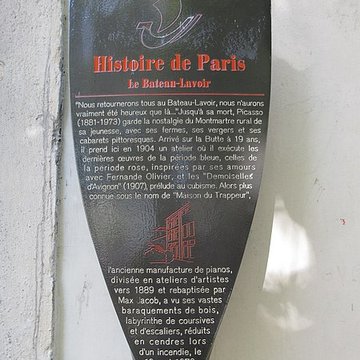 Histoire de Paris
Le Bateau-Lavoir
"Nous retournerons tous au Bateau-Lavoir, nous n'aurons
vraiment été heureux que là..."Jusqu'à sa mort, Picasso
(1881-1973) garde la nostalgie du Montmartre rural de
sa jeunesse, avec ses fermes, ses vergers et ses
cabarets pittoresques. Arrivé sur la Butte à 19 ans,
il prend ici en 1904 un atelier où il exécute les
dernières œuvres de la période bleue, celles de
la période rose, inspirées par ses amours
avec Fernande Olivier, et les "Demoiselles
d'Avignon" (1907), prélude au cubisme. Alors plus
connue sous le nom de "Maison du Trappeur",
l'ancienne manufacture de pianos,
divisée en ateliers d'artistes
vers 1889 et rebaptisée par
Max Jacob, a vu ses vastes
baraquements de bois,
labyrinthe de coursives
et d'escaliers, réduits
en cendres lors
d'un incendie, le